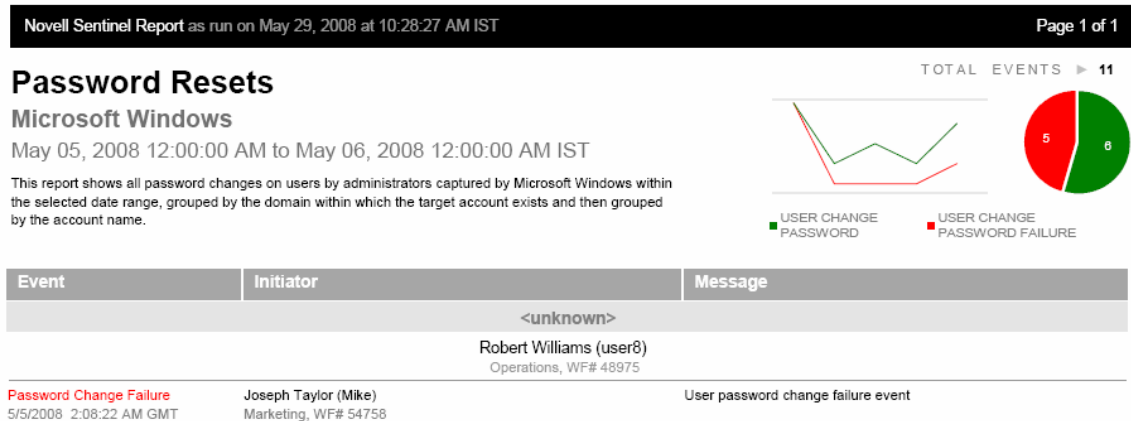 Novell Sentinel Report as run on May 29, 2008 at 10:28:27 AM IST
Page 1 of 1
TOTAL EVENTS ▶ 11
Password Resets
Microsoft Windows
May 05, 2008 12:00:00 AM to May 06, 2008 12:00:00 AM IST
This report shows all password changes on users by administrators captured by Microsoft Windows within
the selected date range, grouped by the domain within which the target account exists and then grouped
by the account name.
5
6
USER CHANGE
PASSWORD
USER CHANGE
PASSWORD FAILURE
Event Initiator Message
<unknown>
Robert Williams (user8)
Operations, WF# 48975
Password Change Failure Joseph Taylor (Mike) User password change failure event
5/5/2008 2:08:22 AM GMT Marketing, WF# 54758